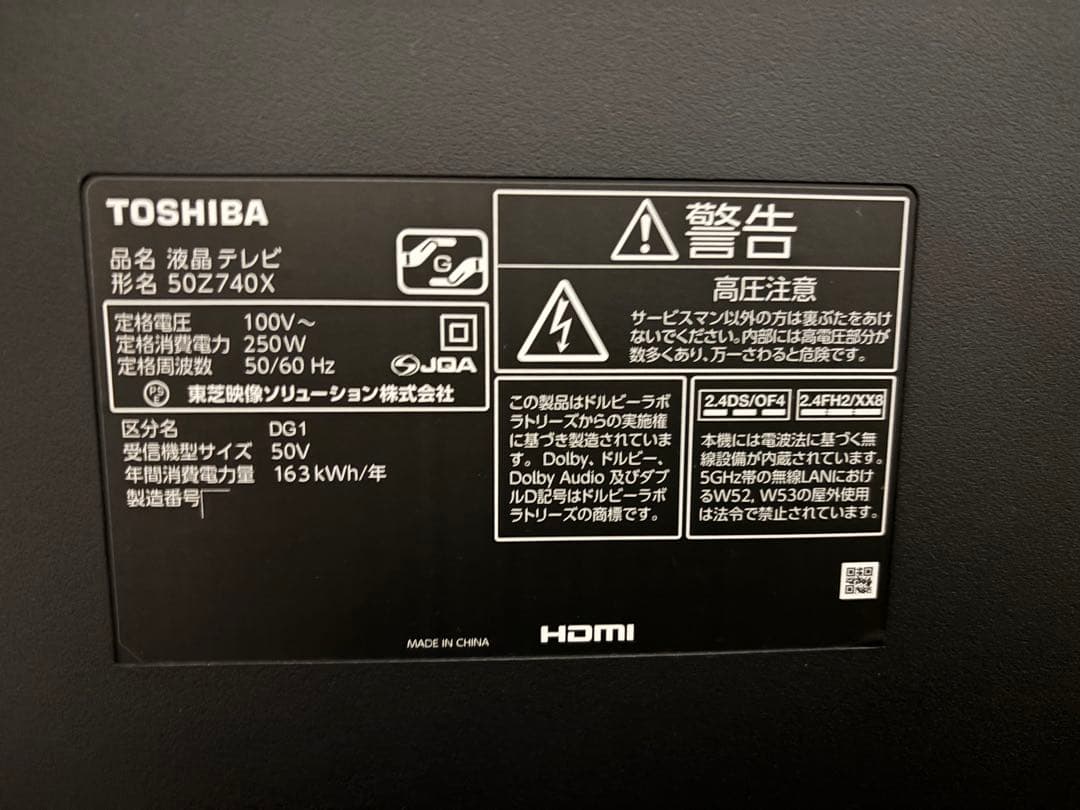 TOSHIBA
品名 液晶テレビ
形名 50Z740X
G
定格電圧 100V～
定格消費電力 250W
定格周波数 50/60 Hz
JQA
PS
E
東芝映像ソリューション株式会社
区分名 DG1
受信機型サイズ 50V
年間消費電力量 163kWh/年
製造番号
警告
高圧注意
サービスマン以外の方は裏ぶたをあけ
ないでください。内部には高電圧部分が
数多くあり、万一さわると危険です。
この製品はドルビーラボ
ラトリーズからの実施権
に基づき製造されていま
す。Dolby、ドルビー、
Dolby Audio 及びダブ
ルD記号はドルビーラボ
ラトリーズの商標です。
2.4DS/OF4 2.4FH2/XX8
本機には電波法に基づく無
線設備が内蔵されています。
5GHz帯の無線LANにおけ
るW52, W53の屋外使用
は法令で禁止されています。
MADE IN CHINA
HDMI